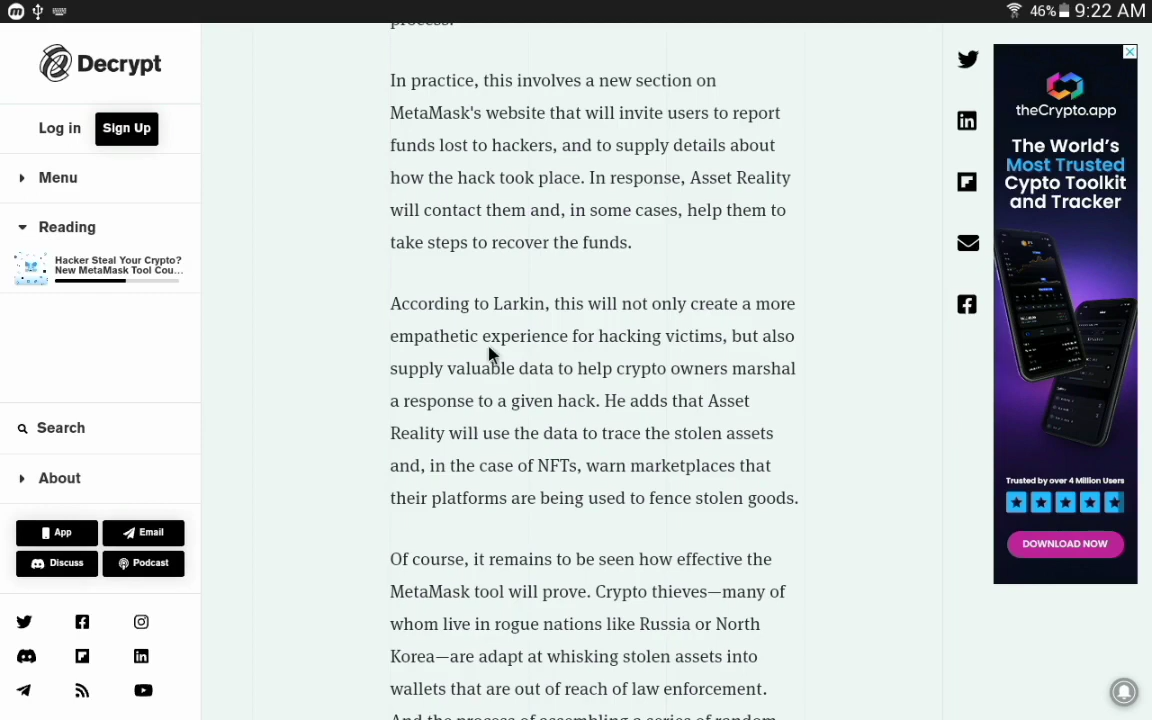 46% 9:22 AM
Decrypt
Log in Sign Up
Menu
Reading
Hacker Steal Your Crypto?
New MetaMask Tool Cou...
Search
About
App Email
Discuss Podcast
process.
In practice, this involves a new section on
MetaMask's website that will invite users to report
funds lost to hackers, and to supply details about
how the hack took place. In response, Asset Reality
will contact them and, in some cases, help them to
take steps to recover the funds.
According to Larkin, this will not only create a more
empathetic experience for hacking victims, but also
supply valuable data to help crypto owners marshal
a response to a given hack. He adds that Asset
Reality will use the data to trace the stolen assets
and, in the case of NFTs, warn marketplaces that
their platforms are being used to fence stolen goods.
Of course, it remains to be seen how effective the
MetaMask tool will prove. Crypto thieves—many of
whom live in rogue nations like Russia or North
Korea—are adapt at whisking stolen assets into
wallets that are out of reach of law enforcement.
And the process of assembling a series of random
theCrypto.app
The World's
Most Trusted
Cypto Toolkit
and Tracker
Trusted by over 4 Million Users
DOWNLOAD NOW